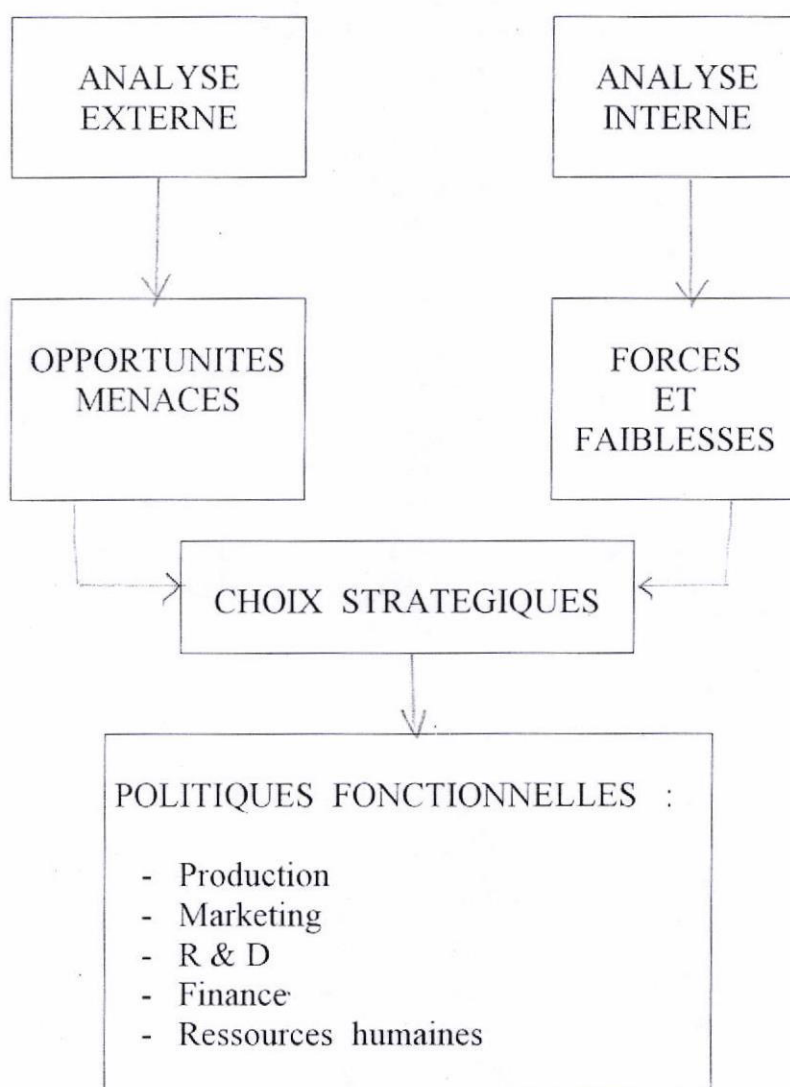 ANALYSE
EXTERNE
ANALYSE
INTERNE
OPPORTUNITES
MENACES
FORCES
ET
FAIBLESSES
CHOIX STRATEGIQUES
POLITIQUES FONCTIONNELLES :
- Production
- Marketing
- R & D
- Finance
- Ressources humaines